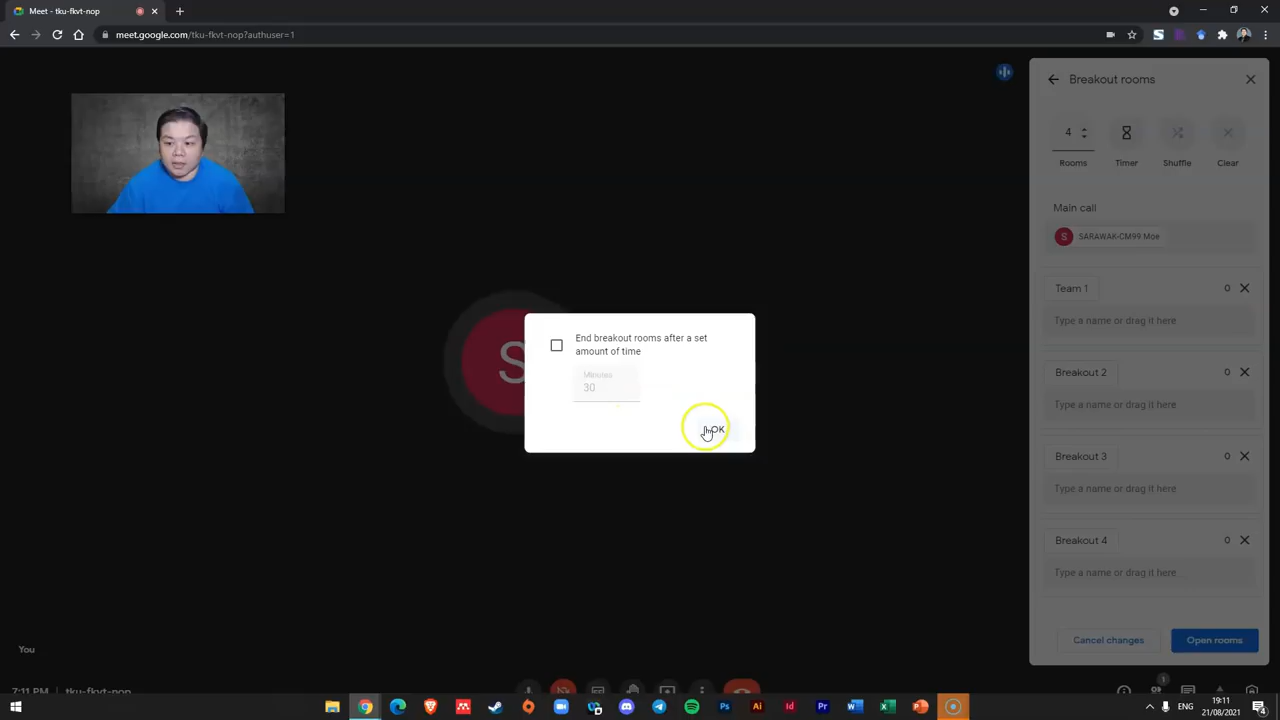 Meet - tku-fkvt-nop
meet.google.com/tku-fkvt-nop?authuser=1
Breakout rooms
4
Rooms
Timer
Shuffle
Clear
Main call
S
SARAWAK-CM99 Moe
Team 1
0
Type a name or drag it here
Breakout 2
0
Type a name or drag it here
Breakout 3
0
Type a name or drag it here
Breakout 4
0
Type a name or drag it here
Cancel changes
Open rooms
S
End breakout rooms after a set
amount of time
Minutes
30
OK
You
7:11 PM | tku-fkvt-nop
1
19:11
21/08/2021